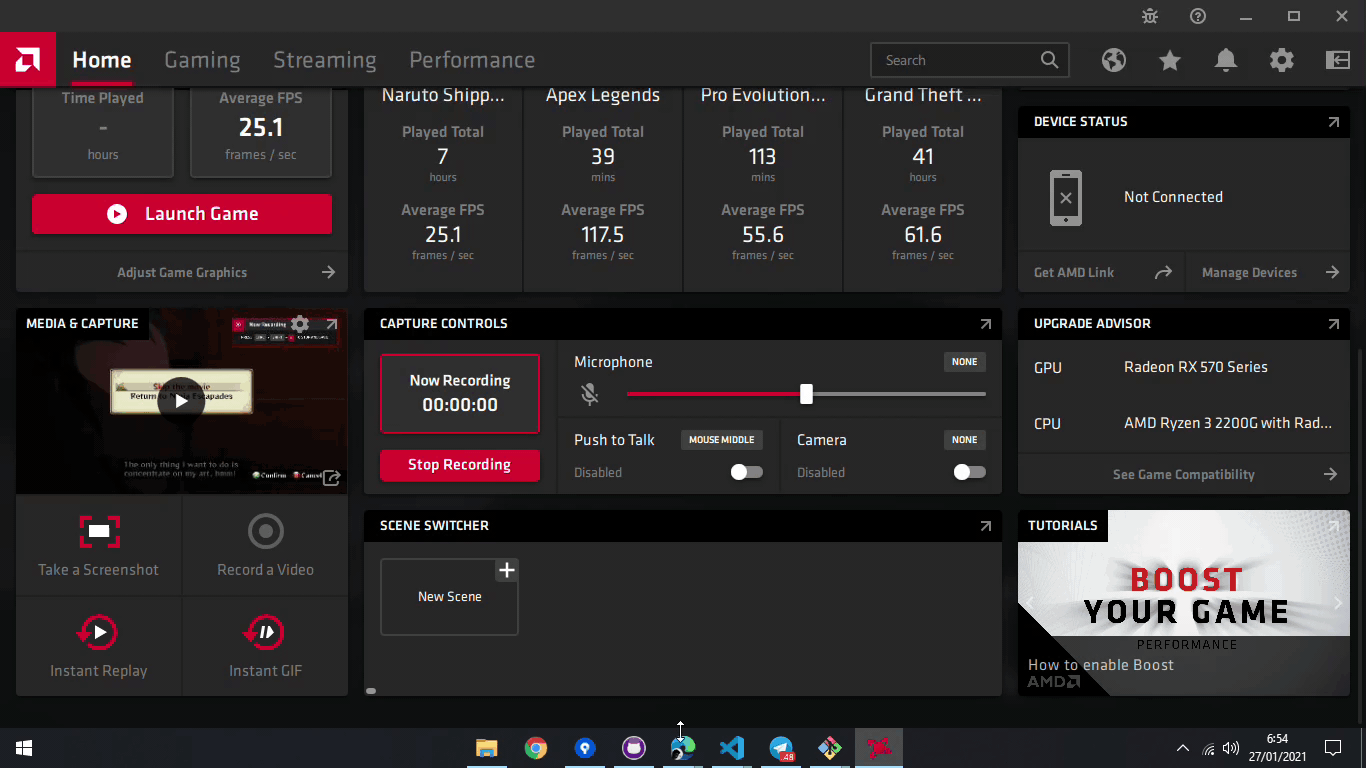 Home
Gaming
Streaming
Performance
Search
Time Played
-
hours
Average FPS
25.1
frames / sec
Launch Game
Adjust Game Graphics
Naruto Shipp...
Played Total
7
hours
Average FPS
25.1
frames / sec
Apex Legends
Played Total
39
mins
Average FPS
117.5
frames / sec
Pro Evolution...
Played Total
113
mins
Average FPS
55.6
frames / sec
Grand Theft ...
Played Total
41
hours
Average FPS
61.6
frames / sec
DEVICE STATUS
Not Connected
Get AMD Link
Manage Devices
MEDIA & CAPTURE
Now Recording
Skip the movie
Return to Ninja Escapades
The only thing I want to do is
concentrate on my art, hmm!
Confirm
Cancel
Take a Screenshot
Record a Video
Instant Replay
Instant GIF
CAPTURE CONTROLS
Now Recording
00:00:00
Stop Recording
Microphone
NONE
Push to Talk
MOUSE MIDDLE
Disabled
Camera
NONE
Disabled
SCENE SWITCHER
New Scene
UPGRADE ADVISOR
GPU
Radeon RX 570 Series
CPU
AMD Ryzen 3 2200G with Rad...
See Game Compatibility
TUTORIALS
BOOST
YOUR GAME
PERFORMANCE
How to enable Boost
AMD
48
6:54
27/01/2021